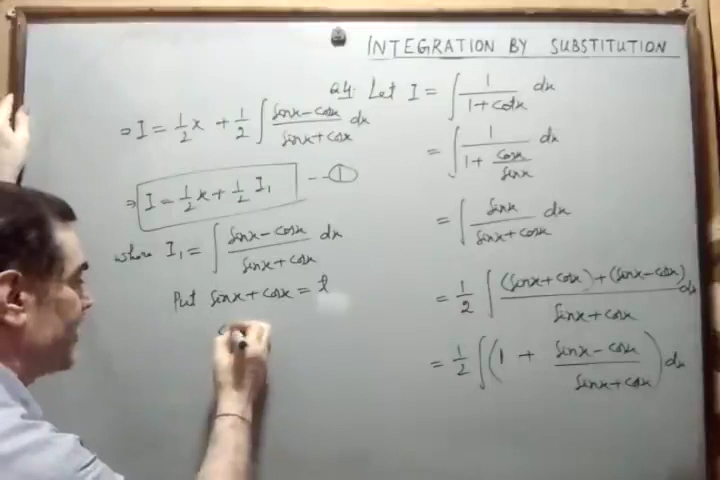 INTEGRATION BY SUBSTITUTION
Q4. Let I = ∫ 1/(1+cotx) dx
= ∫ 1/(1 + cosx/sinx) dx
= ∫ sinx/(sinx+cosx) dx
= 1/2 ∫ ((sinx+cosx)+(sinx-cosx))/(sinx+cosx) dx
= 1/2 ∫ (1 + (sinx-cosx)/(sinx+cosx)) dx
⇒ I = 1/2 x + 1/2 ∫ (sinx-cosx)/(sinx+cosx) dx
⇒ I = 1/2 x + 1/2 I₁ --- ①
where I₁ = ∫ (sinx-cosx)/(sinx+cosx) dx
Put sinx+cosx = t
(